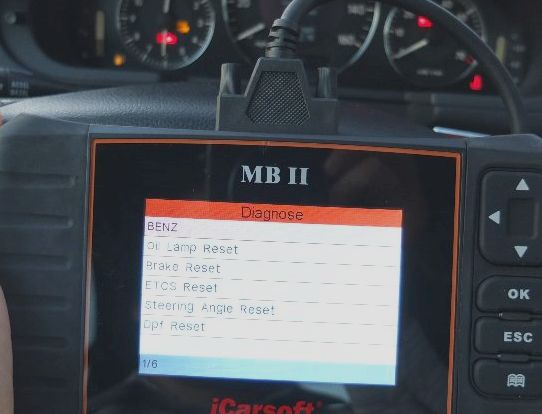 MB II
Diagnose
BENZ
Oil Lamp Reset
Brake Reset
ETCS Reset
Steering Angle Reset
Dpf Reset
1/6
OK
ESC
iCarsoft